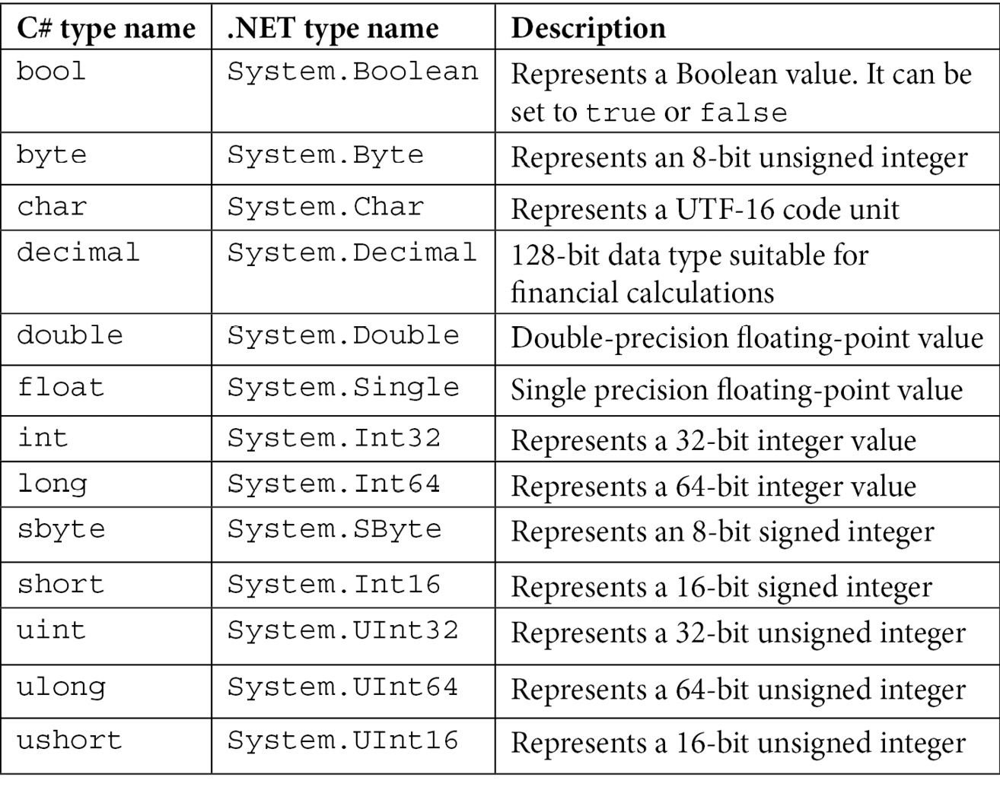 C# type name .NET type name Description
bool System.Boolean Represents a Boolean value. It can be
set to true or false
byte System.Byte Represents an 8-bit unsigned integer
char System.Char Represents a UTF-16 code unit
decimal System.Decimal 128-bit data type suitable for
financial calculations
double System.Double Double-precision floating-point value
float System.Single Single precision floating-point value
int System.Int32 Represents a 32-bit integer value
long System.Int64 Represents a 64-bit integer value
sbyte System.SByte Represents an 8-bit signed integer
short System.Int16 Represents a 16-bit signed integer
uint System.UInt32 Represents a 32-bit unsigned integer
ulong System.UInt64 Represents a 64-bit unsigned integer
ushort System.UInt16 Represents a 16-bit unsigned integer